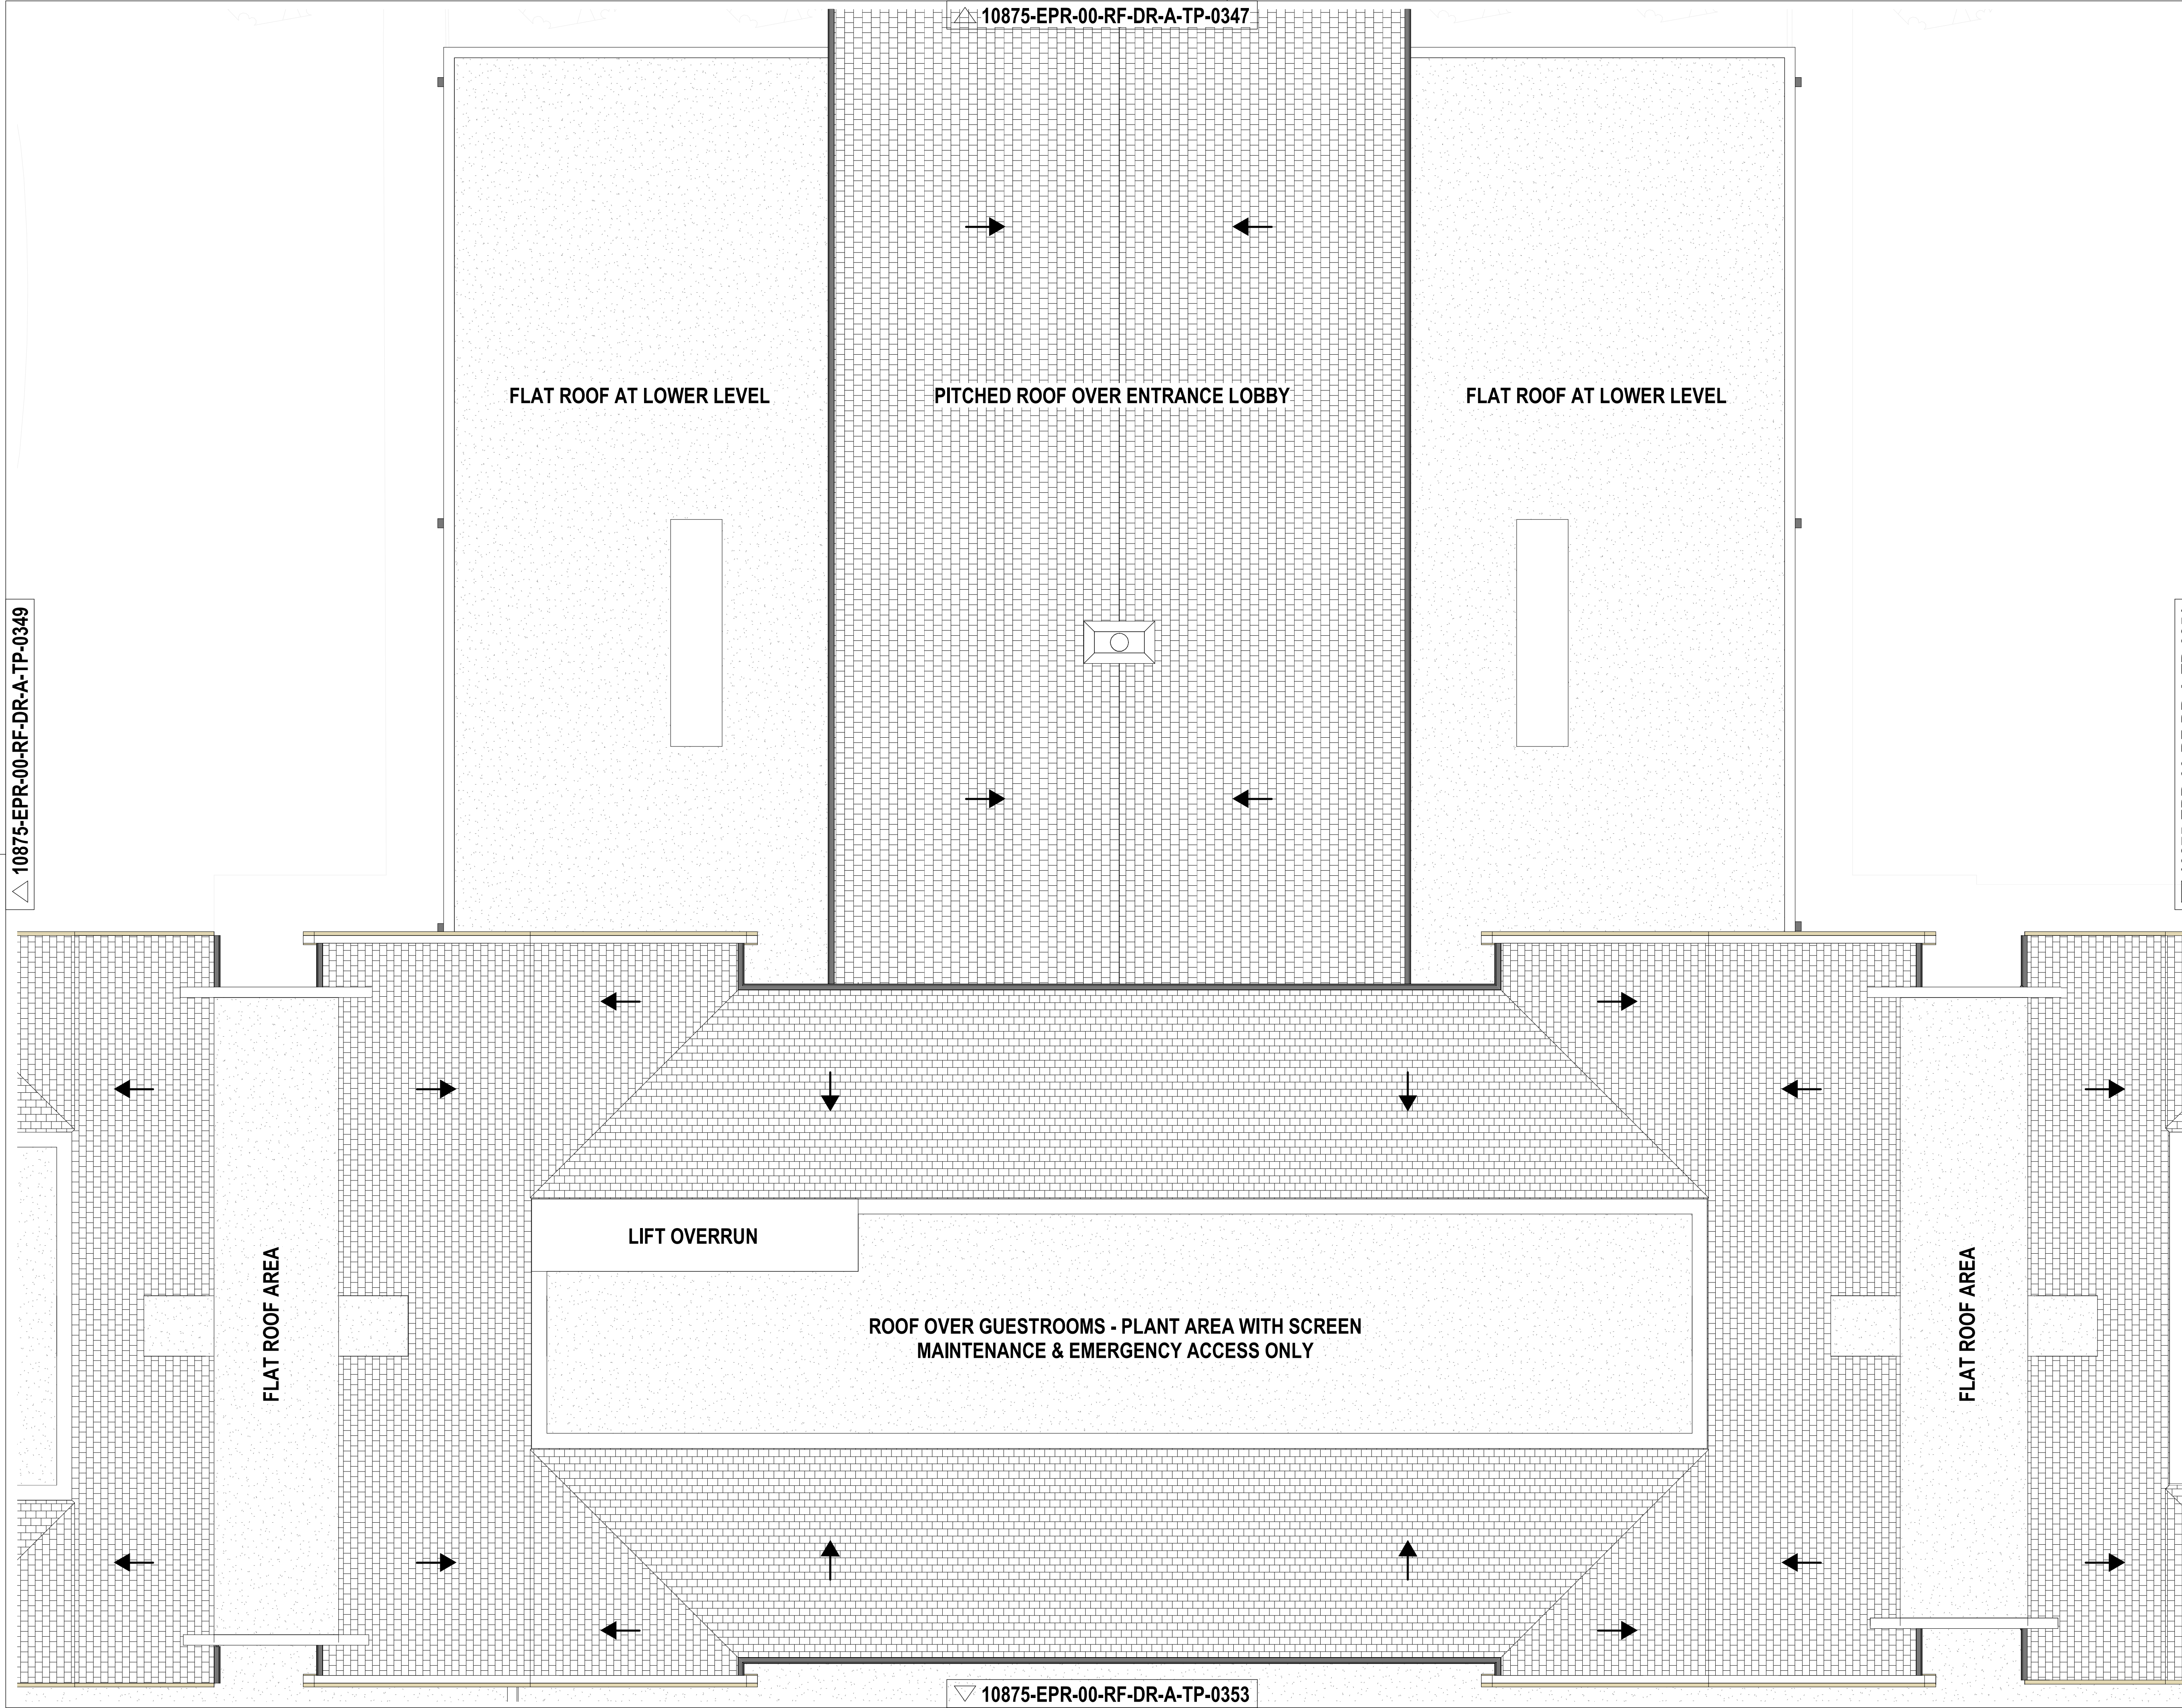 10875-EPR-00-RF-DR-A-TP-0347
FLAT ROOF AT LOWER LEVEL
PITCHED ROOF OVER ENTRANCE LOBBY
FLAT ROOF AT LOWER LEVEL
10875-EPR-00-RF-DR-A-TP-0349
LIFT OVERRUN
FLAT ROOF AREA
ROOF OVER GUESTROOMS - PLANT AREA WITH SCREEN
MAINTENANCE & EMERGENCY ACCESS ONLY
FLAT ROOF AREA
10875-EPR-00-RF-DR-A-TP-0353